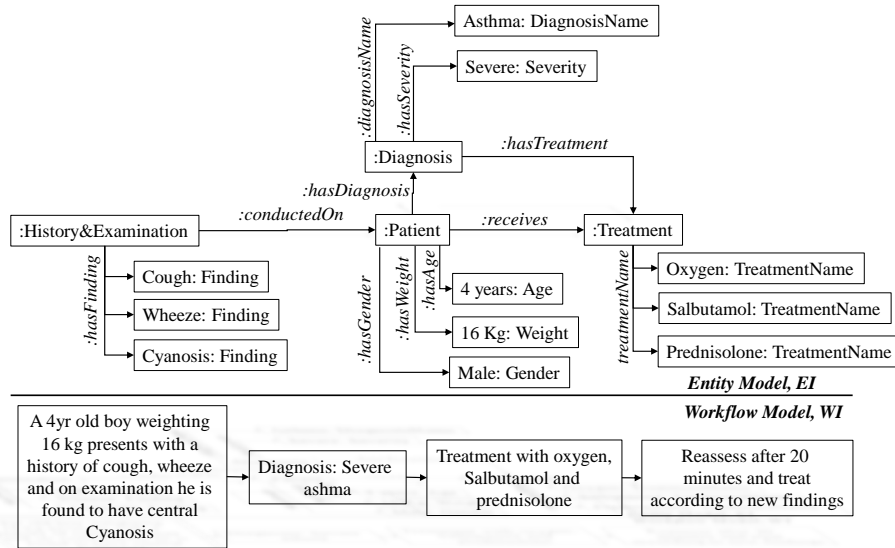 Asthma: DiagnosisName
:diagnosisName
:hasSeverity
Severe: Severity
:Diagnosis
:hasTreatment
:hasDiagnosis
:conductedOn
:receives
:History&Examination
:Patient
:Treatment
:hasFinding
Cough: Finding
Wheeze: Finding
Cyanosis: Finding
:hasGender
:hasWeight
:hasAge
4 years: Age
16 Kg: Weight
Male: Gender
treatmentName
Oxygen: TreatmentName
Salbutamol: TreatmentName
Prednisolone: TreatmentName
Entity Model, EI
Workflow Model, WI
A 4yr old boy weighting
16 kg presents with a
history of cough, wheeze
and on examination he is
found to have central
Cyanosis
Diagnosis: Severe
ashma
Treatment with oxygen,
Salbutamol and
prednisolone
Reassess after 20
minutes and treat
according to new findings